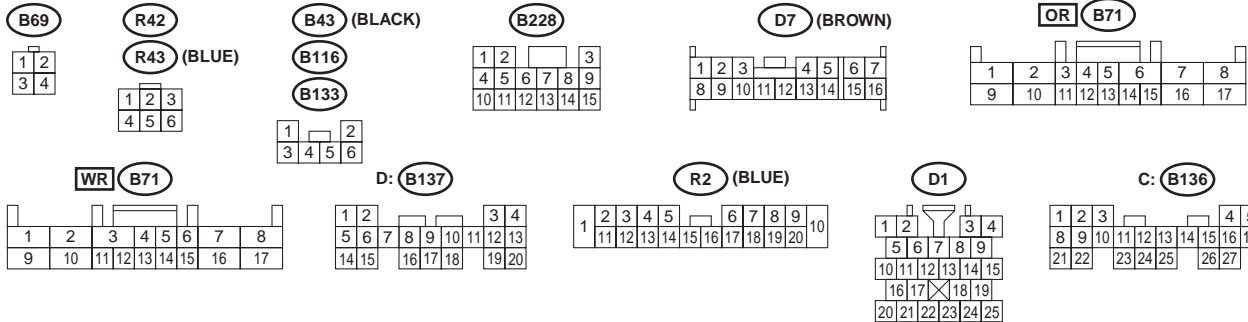 B69
1 2
3 4
R42
R43 (BLUE)
1 2 3
4 5 6
B43 (BLACK)
B116
B133
1 2
3 4 5 6
B228
1 2 3
4 5 6 7 8 9
10 11 12 13 14 15
D7 (BROWN)
1 2 3 4 5 6 7
8 9 10 11 12 13 14 15 16
OR B71
1 2 3 4 5 6 7 8
9 10 11 12 13 14 15 16 17
WR B71
1 2 3 4 5 6 7 8
9 10 11 12 13 14 15 16 17
D: B137
1 2 3 4
5 6 7 8 9 10 11 12 13
14 15 16 17 18 19 20
R2 (BLUE)
1 2 3 4 5 6 7 8 9 10
11 12 13 14 15 16 17 18 19 20
D1
1 2 3 4
5 6 7 8 9
10 11 12 13 14 15
16 17 18 19
20 21 22 23 24 25
C: B136
1 2 3 4
8 9 10 11 12 13 14 15 16
21 22 23 24 25 26 27